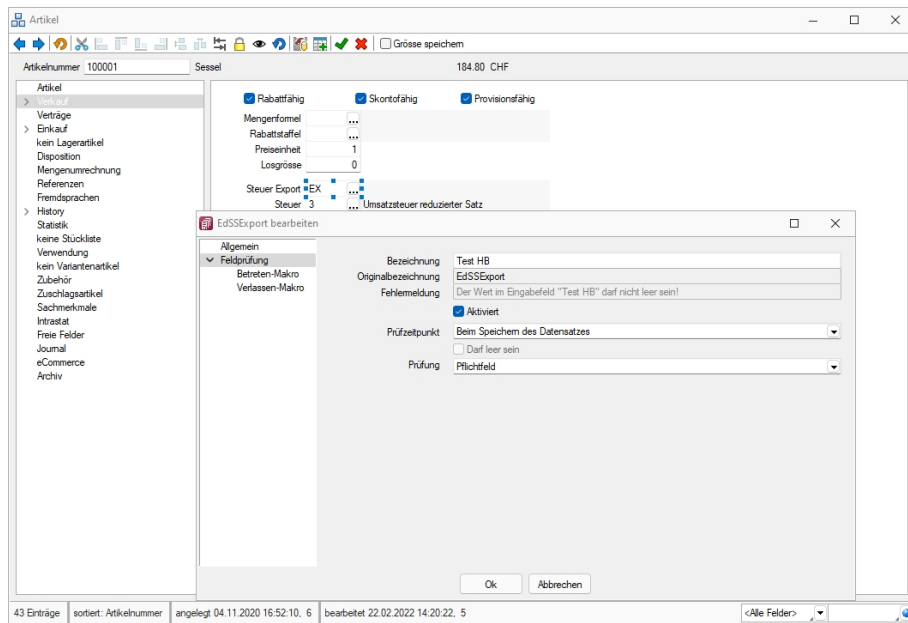 Artikel
Grösse speichern
Artikelnummer 100001 Sessel 184.80 CHF
Artikel
Verkauf
Verträge
Einkauf
kein Lagerartikel
Disposition
Mengenumrechnung
Referenzen
Fremdsprachen
History
Statistik
keine Stückliste
Verwendung
kein Variantenartikel
Zubehör
Zuschlagsartikel
Sachmerkmale
Intrastat
Freie Felder
Journal
eCommerce
Archiv
Rabattfähig Skontofähig Provisionsfähig
Mengenformel ...
Rabattstaffel ...
Preiseinheit 1
Losgrösse 0
Steuer Export EX ...
Steuer 3 ... Umsatzsteuer reduzierter Satz
EdSSExport bearbeiten
Allgemein
Feldprüfung
Betreten-Makro
Verlassen-Makro
Bezeichnung Test HB
Originalbezeichnung EdSSExport
Fehlermeldung Der Wert im Eingabefeld "Test HB" darf nicht leer sein!
Aktiviert
Prüfzeitpunkt Beim Speichern des Datensatzes
Darf leer sein
Prüfung Pflichtfeld
Ok Abbrechen
43 Einträge sortiert: Artikelnummer angelegt 04.11.2020 16:52:10, 6 bearbeitet 22.02.2022 14:20:22, 5 <Alle Felder>